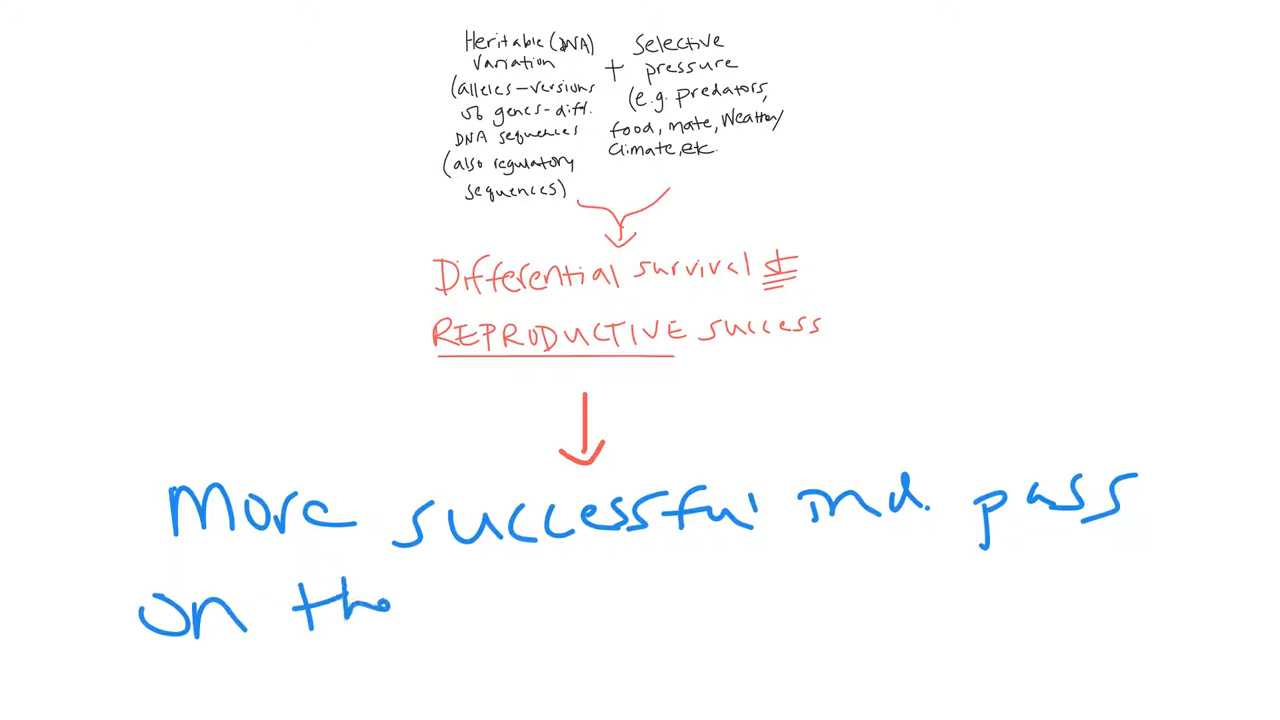 Heritable (DNA)
variation
(alleles - versions
of genes - diff.
DNA sequences
(also regulatory
sequences)
+
Selective
pressure
(e.g. predators,
food, mate, Weather/
Climate, etc.
Differential survival +
REPRODUCTIVE success
More successful ind. pass
on the